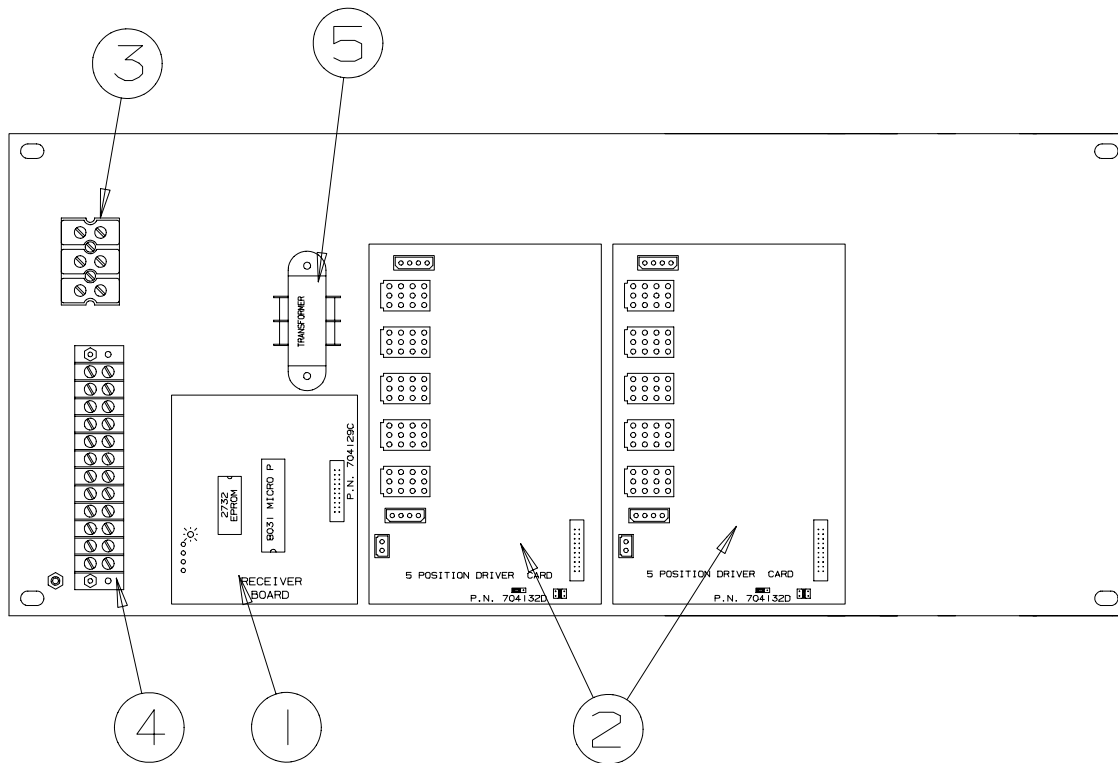 3
5
TRANSFORMER
P.N. 704129C
2732
EPROM
8031 MICRO P
RECEIVER
BOARD
5 POSITION DRIVER CARD
P.N. 704132D
5 POSITION DRIVER CARD
P.N. 704132D
4
1
2